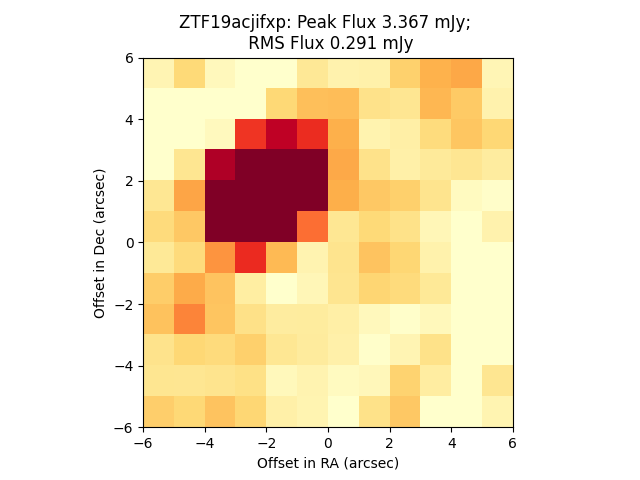 ZTF19acjifxp: Peak Flux 3.367 mJy;
RMS Flux 0.291 mJy
6
4
2
0
−2
−4
−6
Offset in Dec (arcsec)
−6 −4 −2 0 2 4 6
Offset in RA (arcsec)